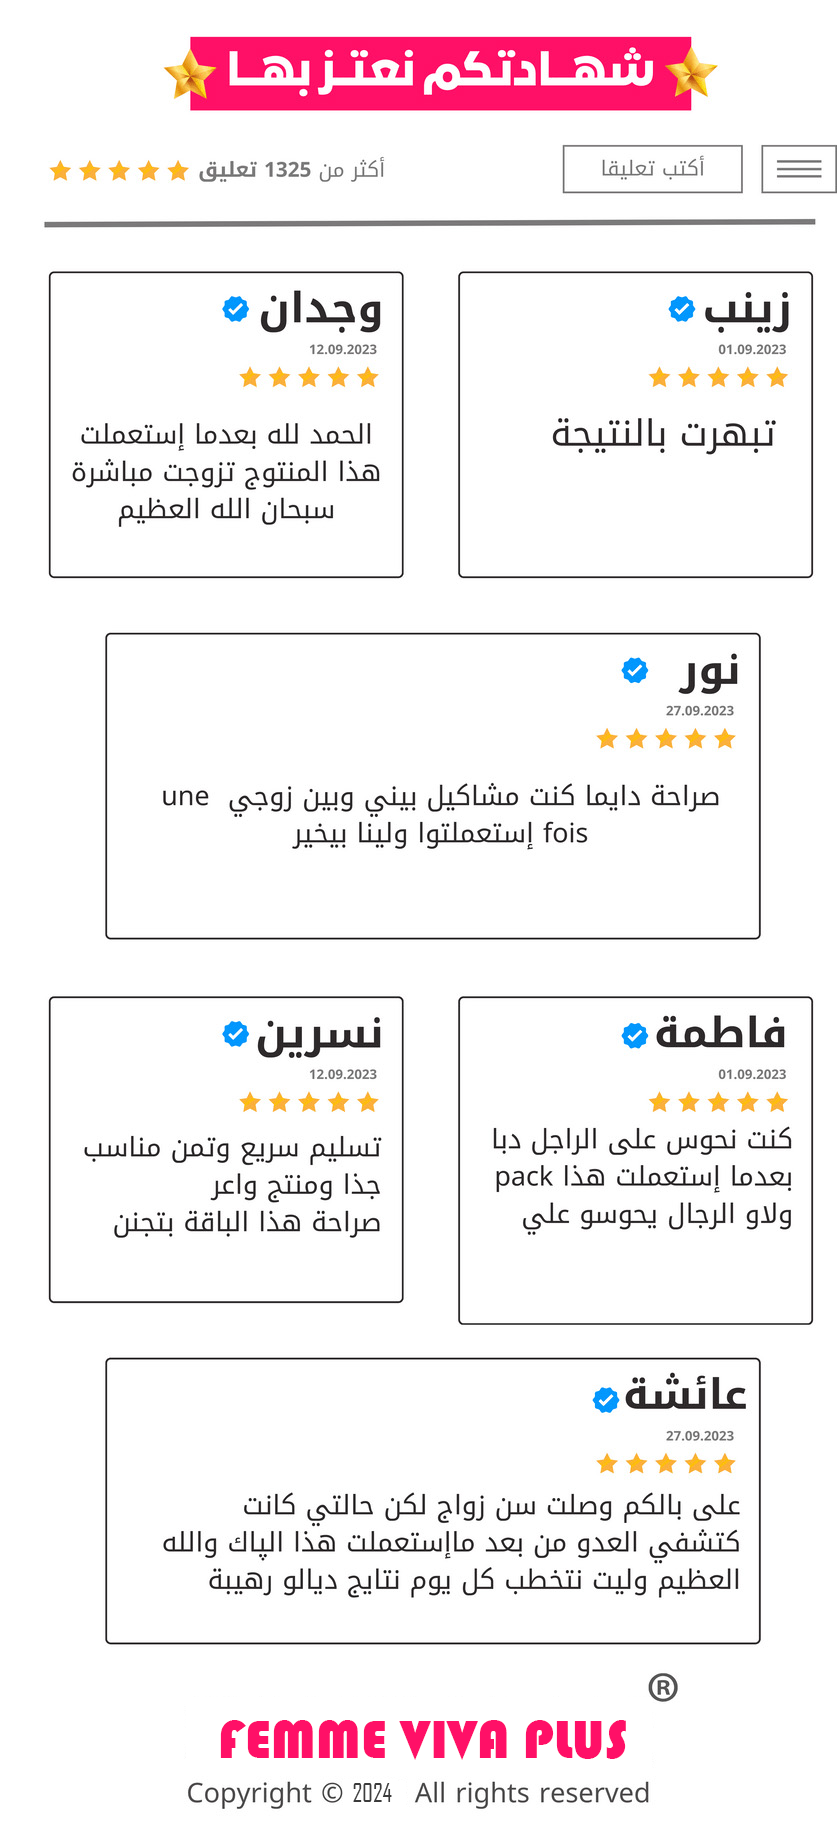 شهادتكم نعتز بها
أكتب تعليقا
أكثر من 1325 تعليق
زينب
01.09.2023
تبهرت بالنتيجة
وجدان
12.09.2023
الحمد لله بعدما إستعملت
هذا المنتوج تزوجت مباشرة
سبحان الله العظيم
نور
27.09.2023
صراحة دايما كنت مشاكيل بيني وبين زوجي une
fois إستعملتوا ولينا بيخير
فاطمة
01.09.2023
كنت نحوس على الراجل دبا
بعدما إستعملت هذا pack
ولاو الرجال يحوسو علي
نسرين
12.09.2023
تسليم سريع وتمن مناسب
جذا ومنتج واعر
صراحة هذا الباقة بتجنن
عائشة
27.09.2023
على بالكم وصلت سن زواج لكن حالتي كانت
كتشفي العدو من بعد ماإستعملت هذا الپاك والله
العظيم وليت نتخطب كل يوم نتايج ديالو رهيبة
®
FEMME VIVA PLUS
Copyright © 2024 All rights reserved